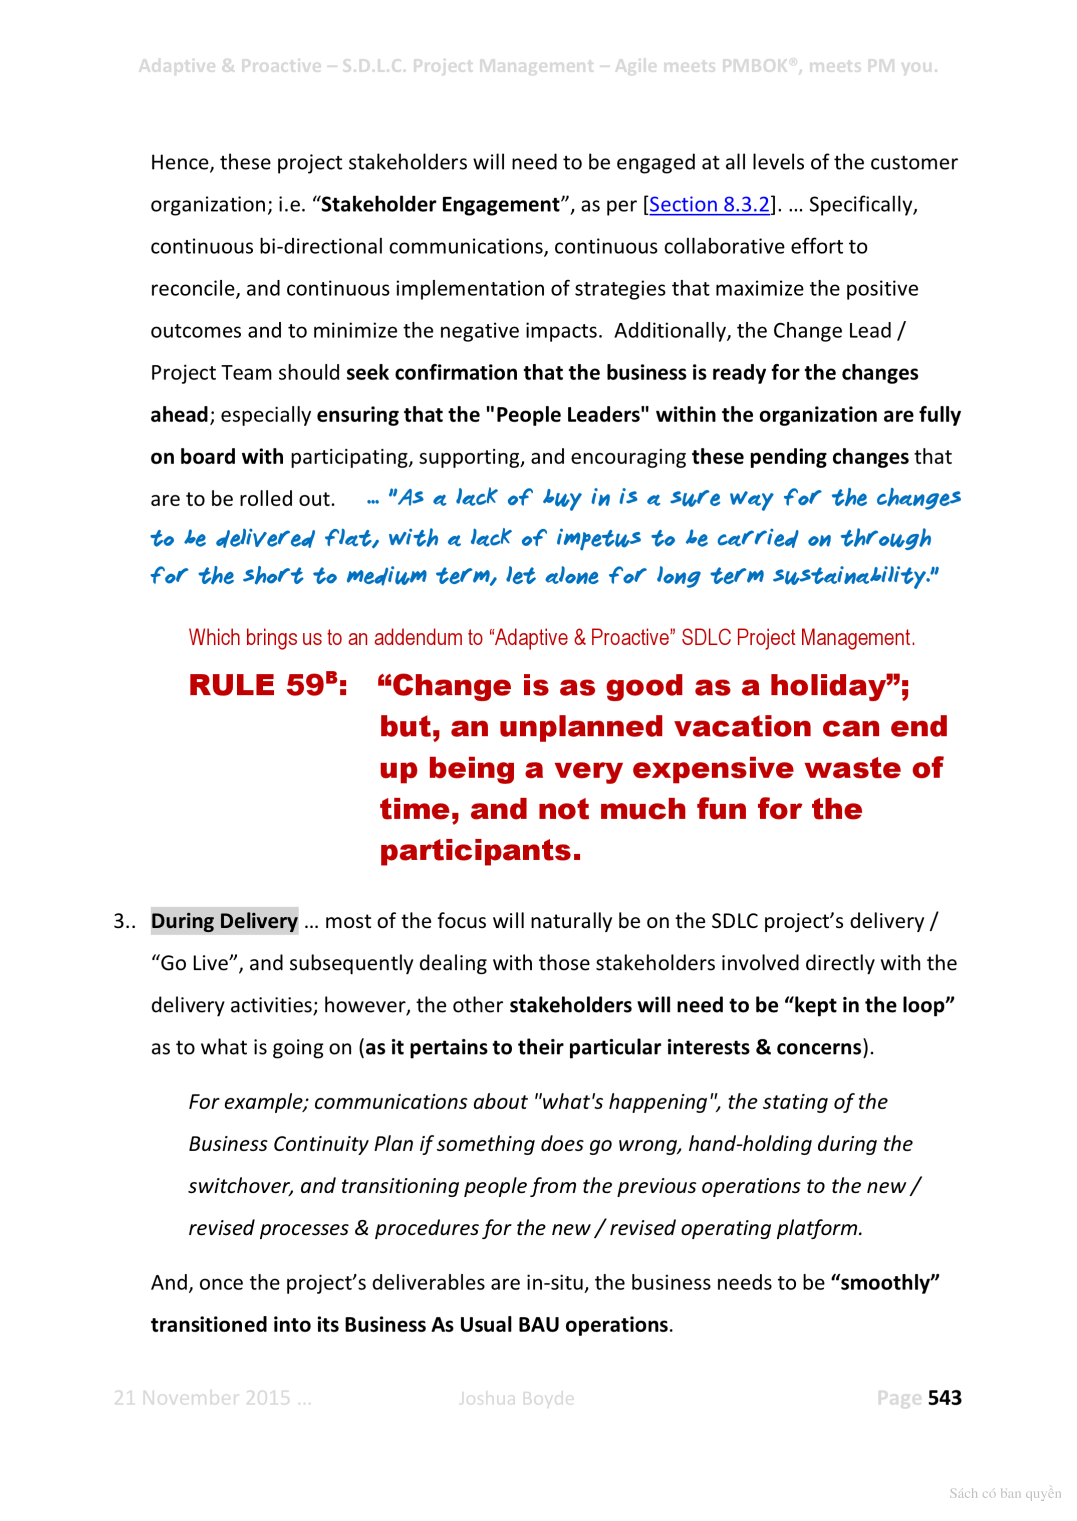 Adaptive & Proactive – S.D.L.C. Project Management – Agile meets PMBOK®, meets PM you.
Hence, these project stakeholders will need to be engaged at all levels of the customer
organization; i.e. “Stakeholder Engagement”, as per [Section 8.3.2]. … Specifically,
continuous bi-directional communications, continuous collaborative effort to
reconcile, and continuous implementation of strategies that maximize the positive
outcomes and to minimize the negative impacts.  Additionally, the Change Lead /
Project Team should seek confirmation that the business is ready for the changes
ahead; especially ensuring that the "People Leaders" within the organization are fully
on board with participating, supporting, and encouraging these pending changes that
are to be rolled out.   … "As a lack of buy in is a sure way for the changes
to be delivered flat, with a lack of impetus to be carried on through
for the short to medium term, let alone for long term sustainability."
Which brings us to an addendum to “Adaptive & Proactive” SDLC Project Management.
RULE 59ᴮ:  “Change is as good as a holiday”;
but, an unplanned vacation can end
up being a very expensive waste of
time, and not much fun for the
participants.
3.. During Delivery … most of the focus will naturally be on the SDLC project’s delivery /
“Go Live”, and subsequently dealing with those stakeholders involved directly with the
delivery activities; however, the other stakeholders will need to be “kept in the loop”
as to what is going on (as it pertains to their particular interests & concerns).
For example; communications about "what's happening", the stating of the
Business Continuity Plan if something does go wrong, hand-holding during the
switchover, and transitioning people from the previous operations to the new /
revised processes & procedures for the new / revised operating platform.
And, once the project’s deliverables are in-situ, the business needs to be “smoothly”
transitioned into its Business As Usual BAU operations.
21 November 2015 … Joshua Boyde Page 543
Sách có bản quyền